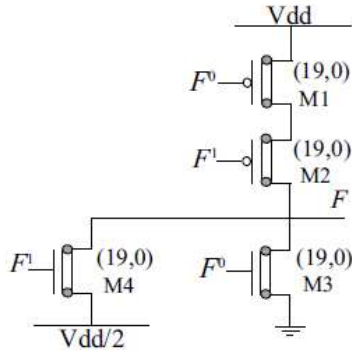 Vdd
F⁰ (19,0)
M1
F¹ (19,0)
M2
F
F¹ (19,0)
M4
F⁰ (19,0)
M3
Vdd/2